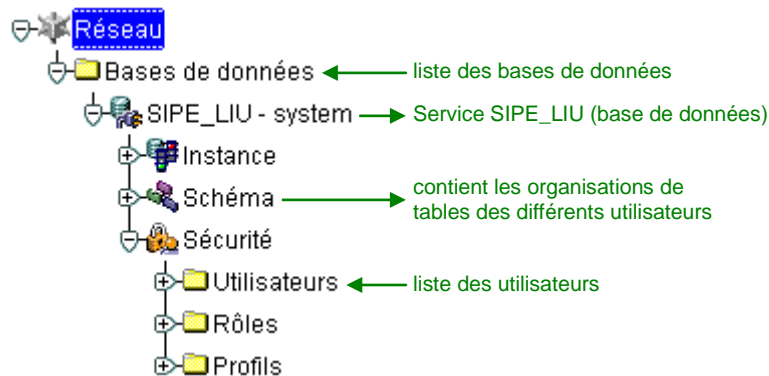 Réseau
Bases de données
liste des bases de données
SIPE_LIU - system
Service SIPE_LIU (base de données)
Instance
Schéma
contient les organisations de
tables des différents utilisateurs
Sécurité
Utilisateurs
liste des utilisateurs
Rôles
Profils